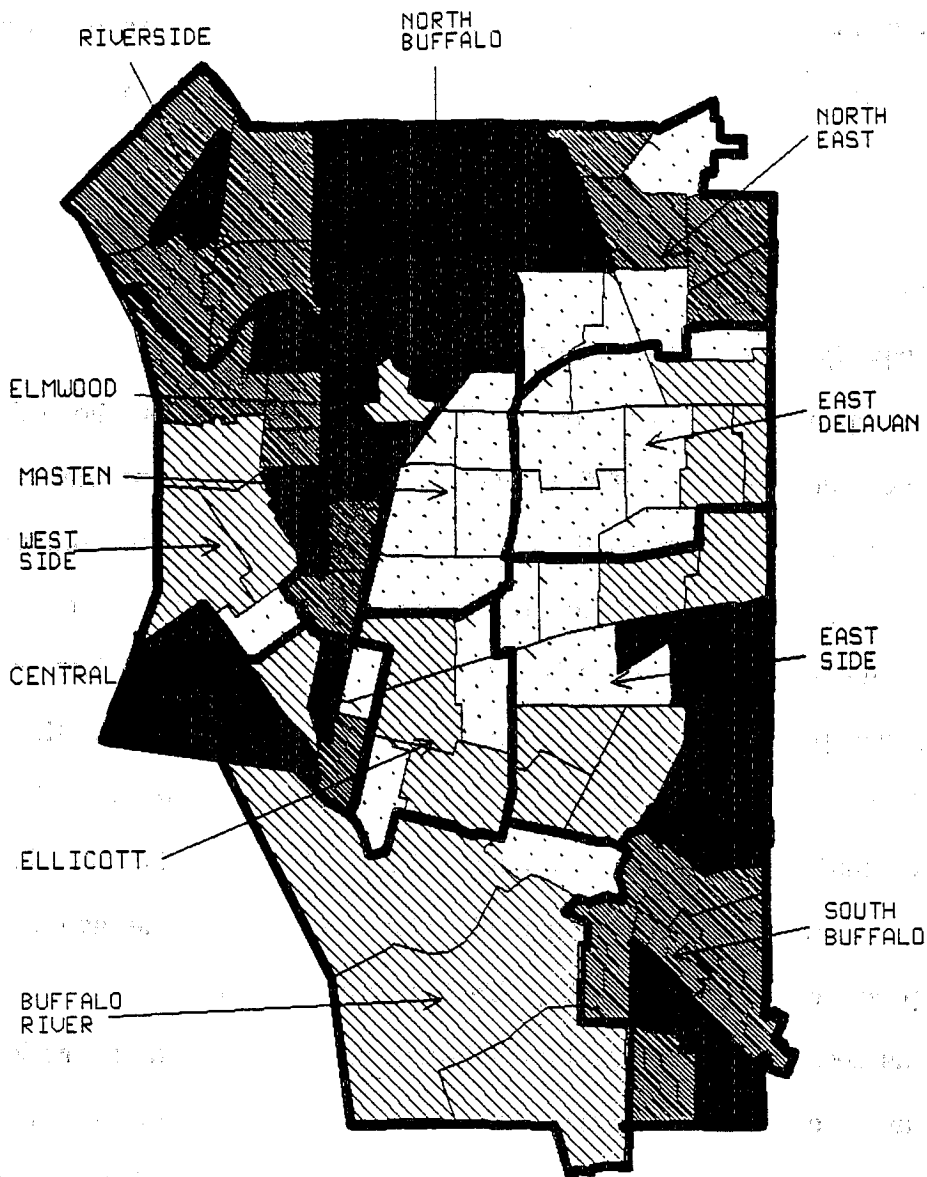 RIVERSIDE
NORTH
BUFFALO
NORTH
EAST
ELMWOOD
EAST
DELAVAN
MASTEN
WEST
SIDE
CENTRAL
EAST
SIDE
ELLICOTT
SOUTH
BUFFALO
BUFFALO
RIVER